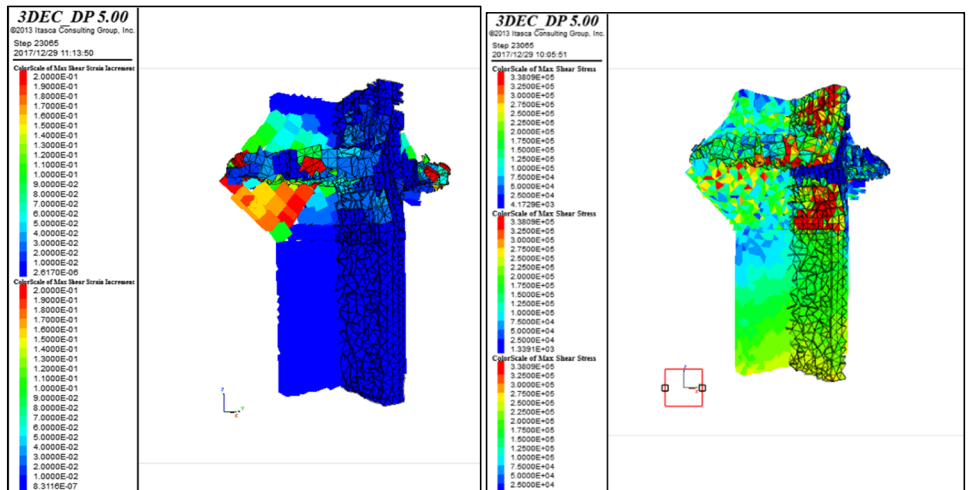 3DEC_DP 5.00
©2013 Itasca Consulting Group, Inc.
Step 23065
2017/12/29 11:13:50
ColorScale of Max Shear Strain Increment
2.0000E-01
1.9000E-01
1.8000E-01
1.7000E-01
1.6000E-01
1.5000E-01
1.4000E-01
1.3000E-01
1.2000E-01
1.1000E-01
1.0000E-01
9.0000E-02
8.0000E-02
7.0000E-02
6.0000E-02
5.0000E-02
4.0000E-02
3.0000E-02
2.0000E-02
1.0000E-02
2.6170E-06
ColorScale of Max Shear Strain Increment
2.0000E-01
1.9000E-01
1.8000E-01
1.7000E-01
1.6000E-01
1.5000E-01
1.4000E-01
1.3000E-01
1.2000E-01
1.1000E-01
1.0000E-01
9.0000E-02
8.0000E-02
7.0000E-02
6.0000E-02
5.0000E-02
4.0000E-02
3.0000E-02
2.0000E-02
1.0000E-02
8.3116E-07
3DEC_DP 5.00
©2013 Itasca Consulting Group, Inc.
Step 23065
2017/12/29 10:05:51
ColorScale of Max Shear Stress
3.3809E+05
3.2500E+05
3.0000E+05
2.7500E+05
2.5000E+05
2.2500E+05
2.0000E+05
1.7500E+05
1.5000E+05
1.2500E+05
1.0000E+05
7.5000E+04
5.0000E+04
2.5000E+04
4.1729E+03
ColorScale of Max Shear Stress
3.3809E+05
3.2500E+05
3.0000E+05
2.7500E+05
2.5000E+05
2.2500E+05
2.0000E+05
1.7500E+05
1.5000E+05
1.2500E+05
1.0000E+05
7.5000E+04
5.0000E+04
2.5000E+04
1.3391E+03
ColorScale of Max Shear Stress
3.3809E+05
3.2500E+05
3.0000E+05
2.7500E+05
2.5000E+05
2.2500E+05
2.0000E+05
1.7500E+05
1.5000E+05
1.2500E+05
1.0000E+05
7.5000E+04
5.0000E+04
2.5000E+04